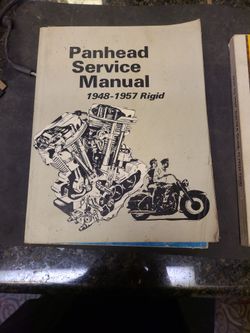 Panhead
Service
Manual
1948-1957 Rigid